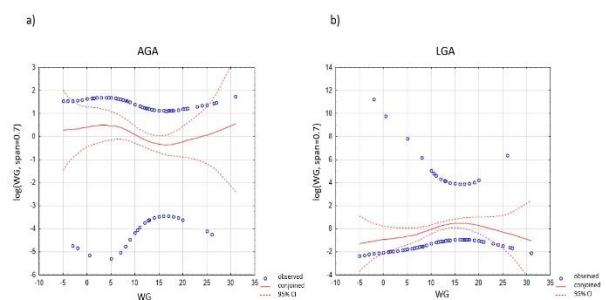 a)
AGA
log(WG, span=0.7)
3
2
1
0
-1
-2
-3
-4
-5
-6
-10 -5 0 5 10 15 20 25 30 35
WG
observed
conjoined
95% CI
b)
LGA
log(WG, span=0.7)
14
12
10
8
6
4
2
0
-2
-4
-10 -5 0 5 10 15 20 25 30 35
WG
observed
conjoined
95% CI